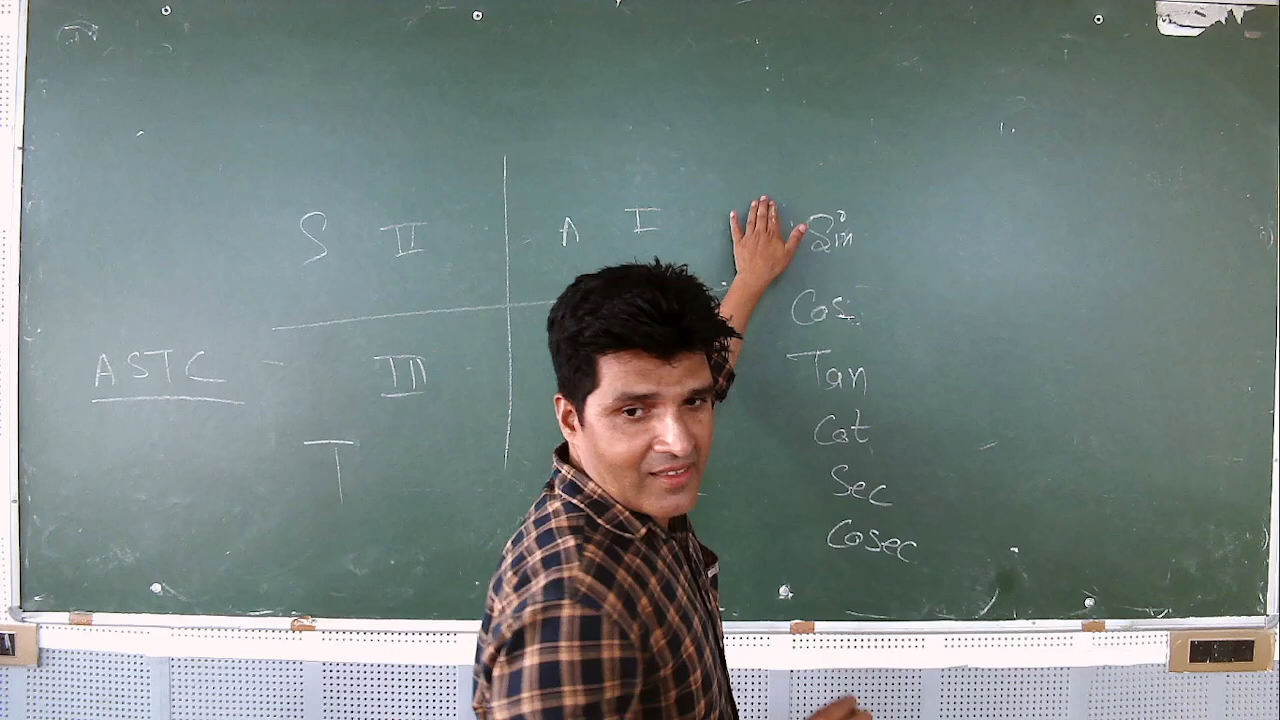 S II A I
ASTC - III
T
Sin
Cos
Tan
Cot
Sec
Cosec